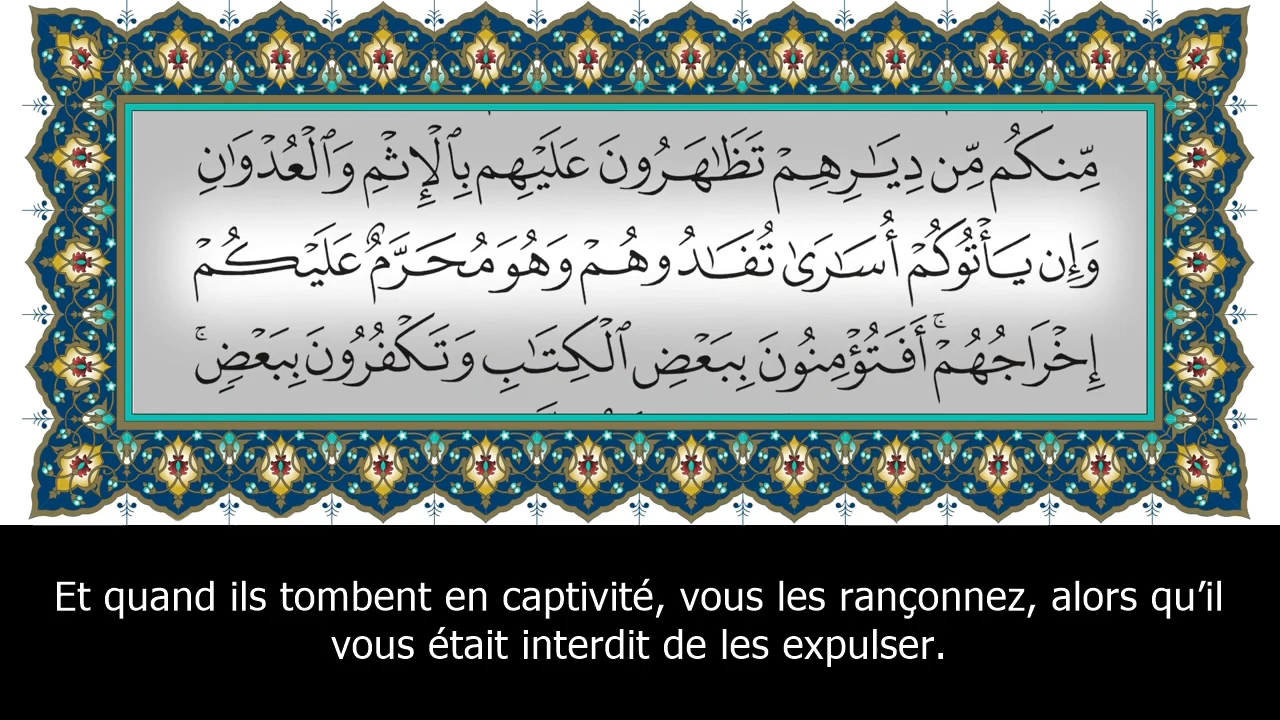 مِّنكُم مِّن دِيَٰرِهِمْ تَظَٰهَرُونَ عَلَيْهِم بِٱلْإِثْمِ وَٱلْعُدْوَٰنِ
وَإِن يَأْتُوكُمْ أُسَٰرَىٰ تُفَٰدُوهُمْ وَهُوَ مُحَرَّمٌ عَلَيْكُمْ
إِخْرَاجُهُمْ ۚ أَفَتُؤْمِنُونَ بِبَعْضِ ٱلْكِتَٰبِ وَتَكْفُرُونَ بِبَعْضٍ ۚ
Et quand ils tombent en captivité, vous les rançonnez, alors qu’il
vous était interdit de les expulser.